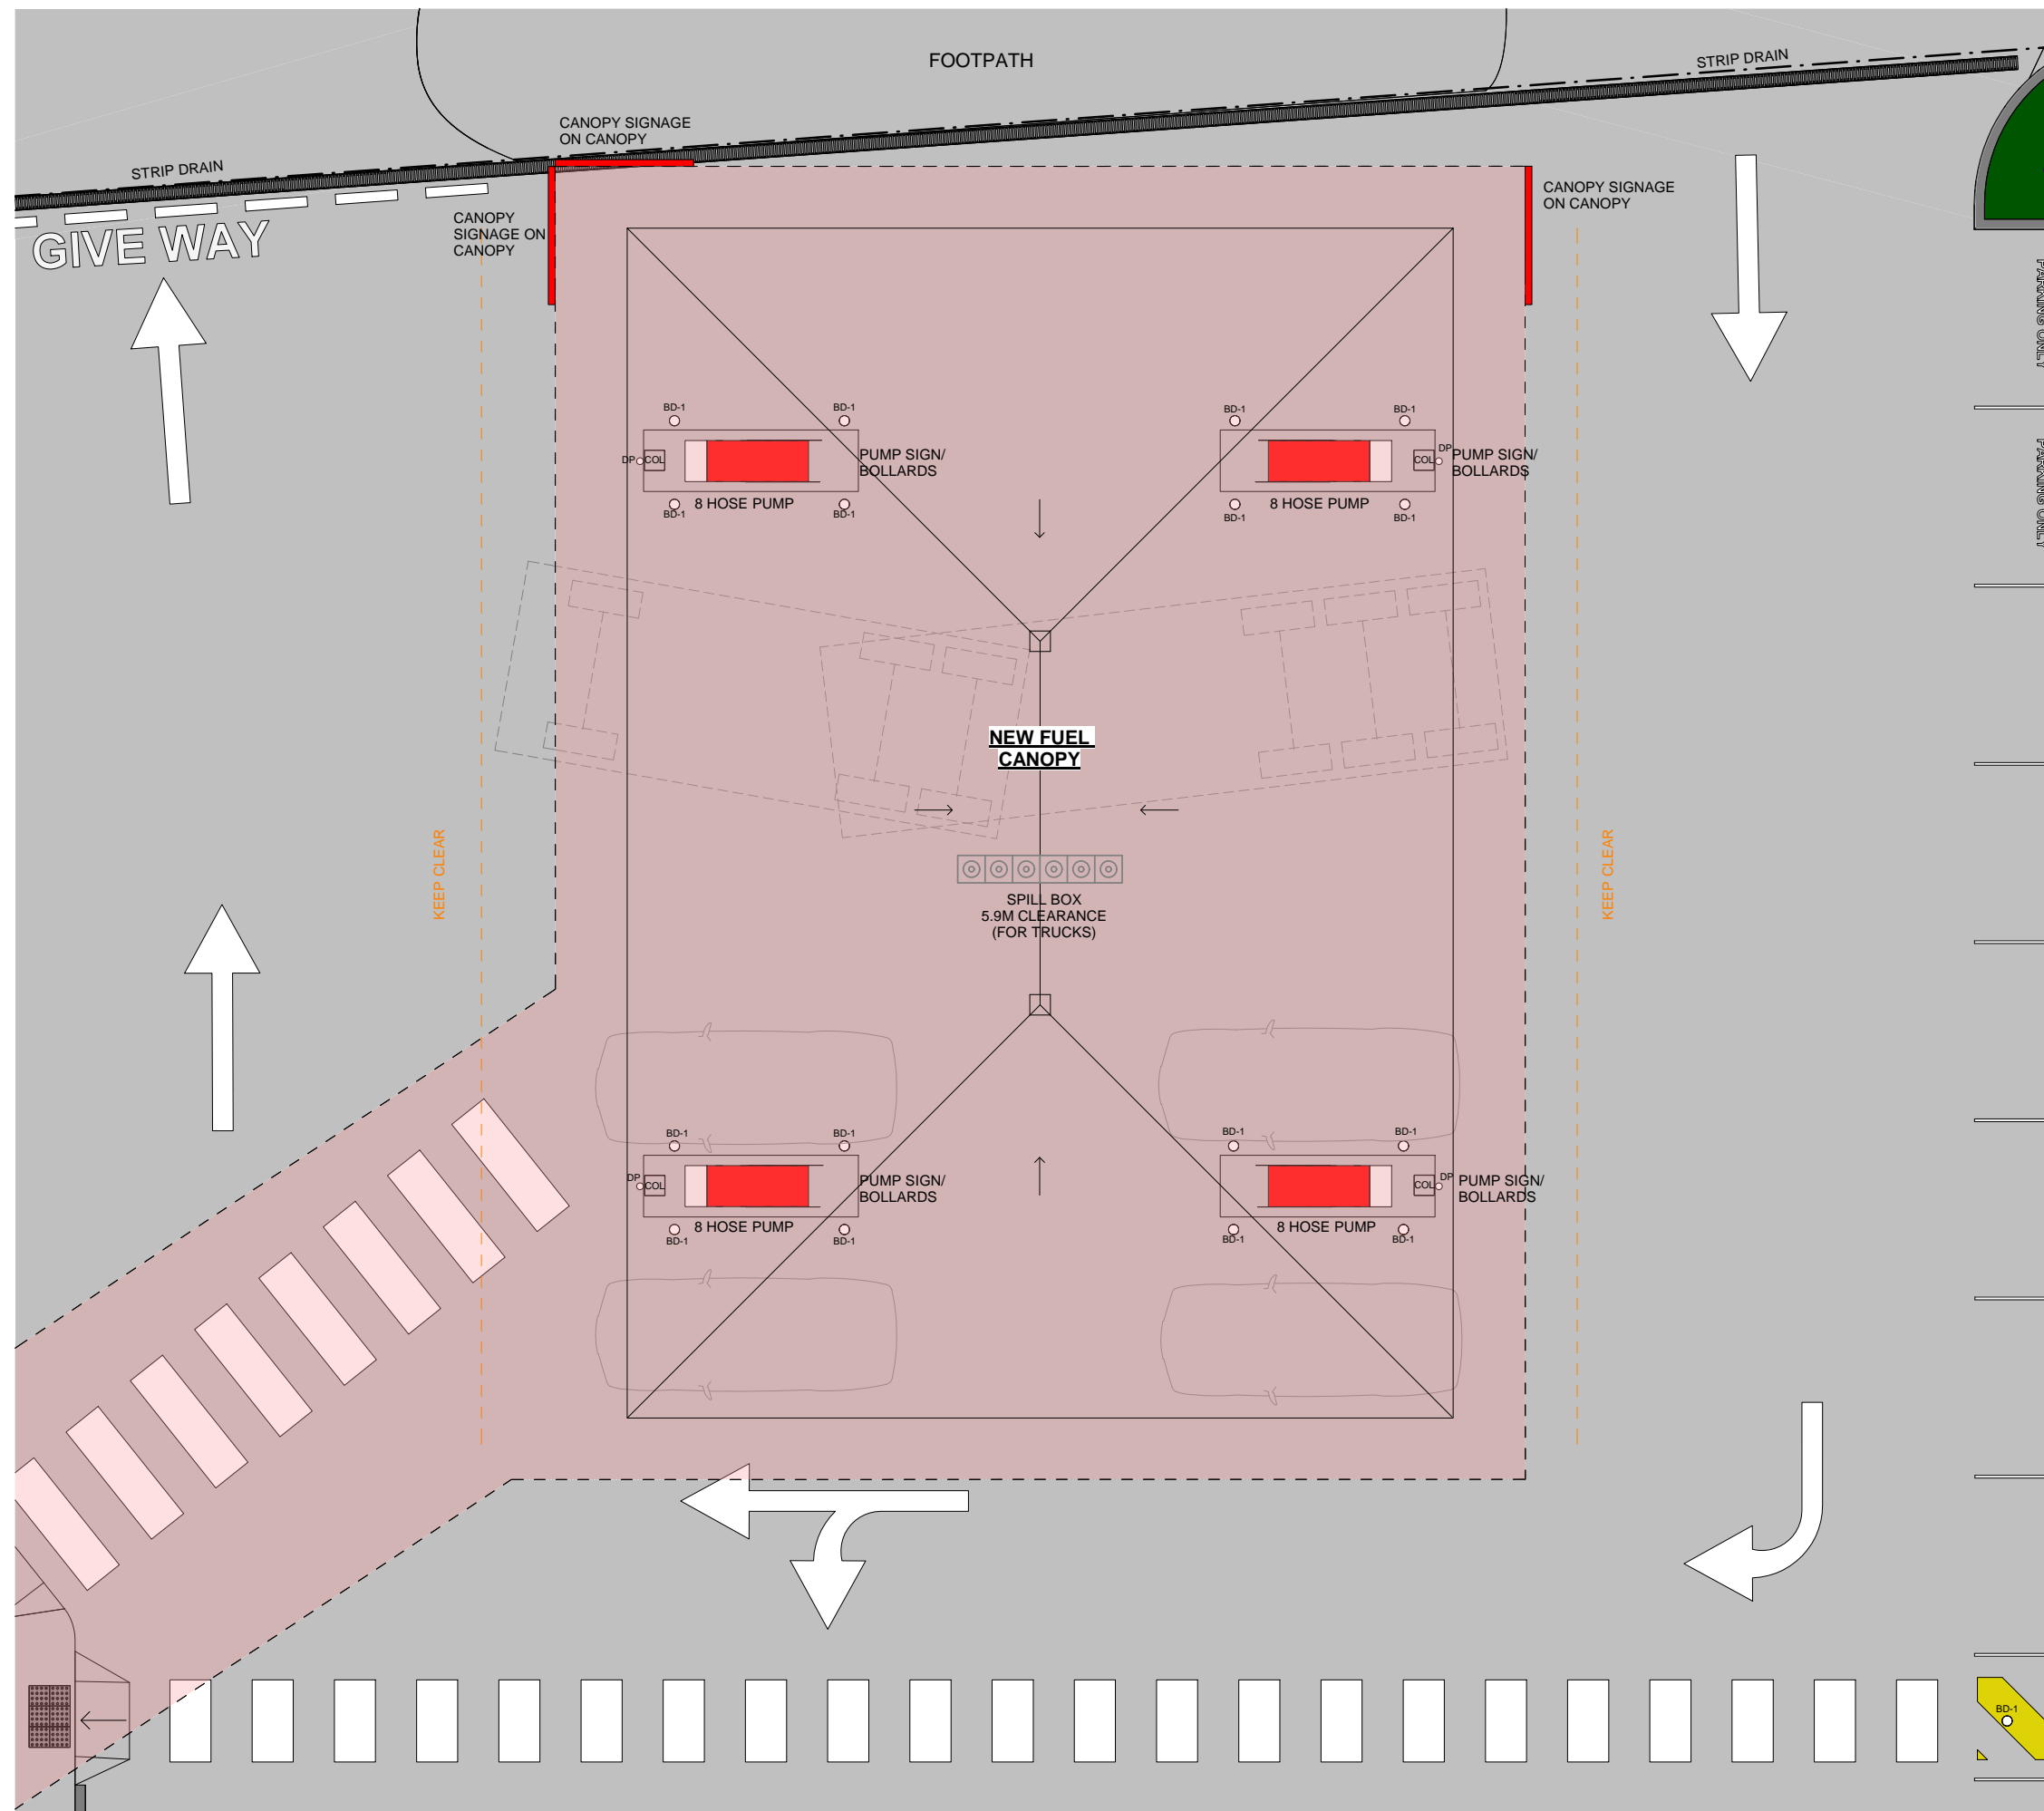 FOOTPATH
STRIP DRAIN
CANOPY SIGNAGE
ON CANOPY
STRIP DRAIN
CANOPY SIGNAGE
ON CANOPY
CANOPY
SIGNAGE ON
CANOPY
GIVE WAY
PARKING ONLY
PARKING ONLY
BD-1
BD-1
BD-1
BD-1
DP
COL
PUMP SIGN/
BOLLARDS
COL
DP
PUMP SIGN/
BOLLARDS
BD-1
8 HOSE PUMP
BD-1
BD-1
8 HOSE PUMP
BD-1
NEW FUEL
CANOPY
KEEP CLEAR
KEEP CLEAR
SPILL BOX
5.9M CLEARANCE
(FOR TRUCKS)
BD-1
BD-1
BD-1
BD-1
DP
COL
PUMP SIGN/
BOLLARDS
COL
DP
PUMP SIGN/
BOLLARDS
BD-1
8 HOSE PUMP
BD-1
BD-1
8 HOSE PUMP
BD-1
BD-1